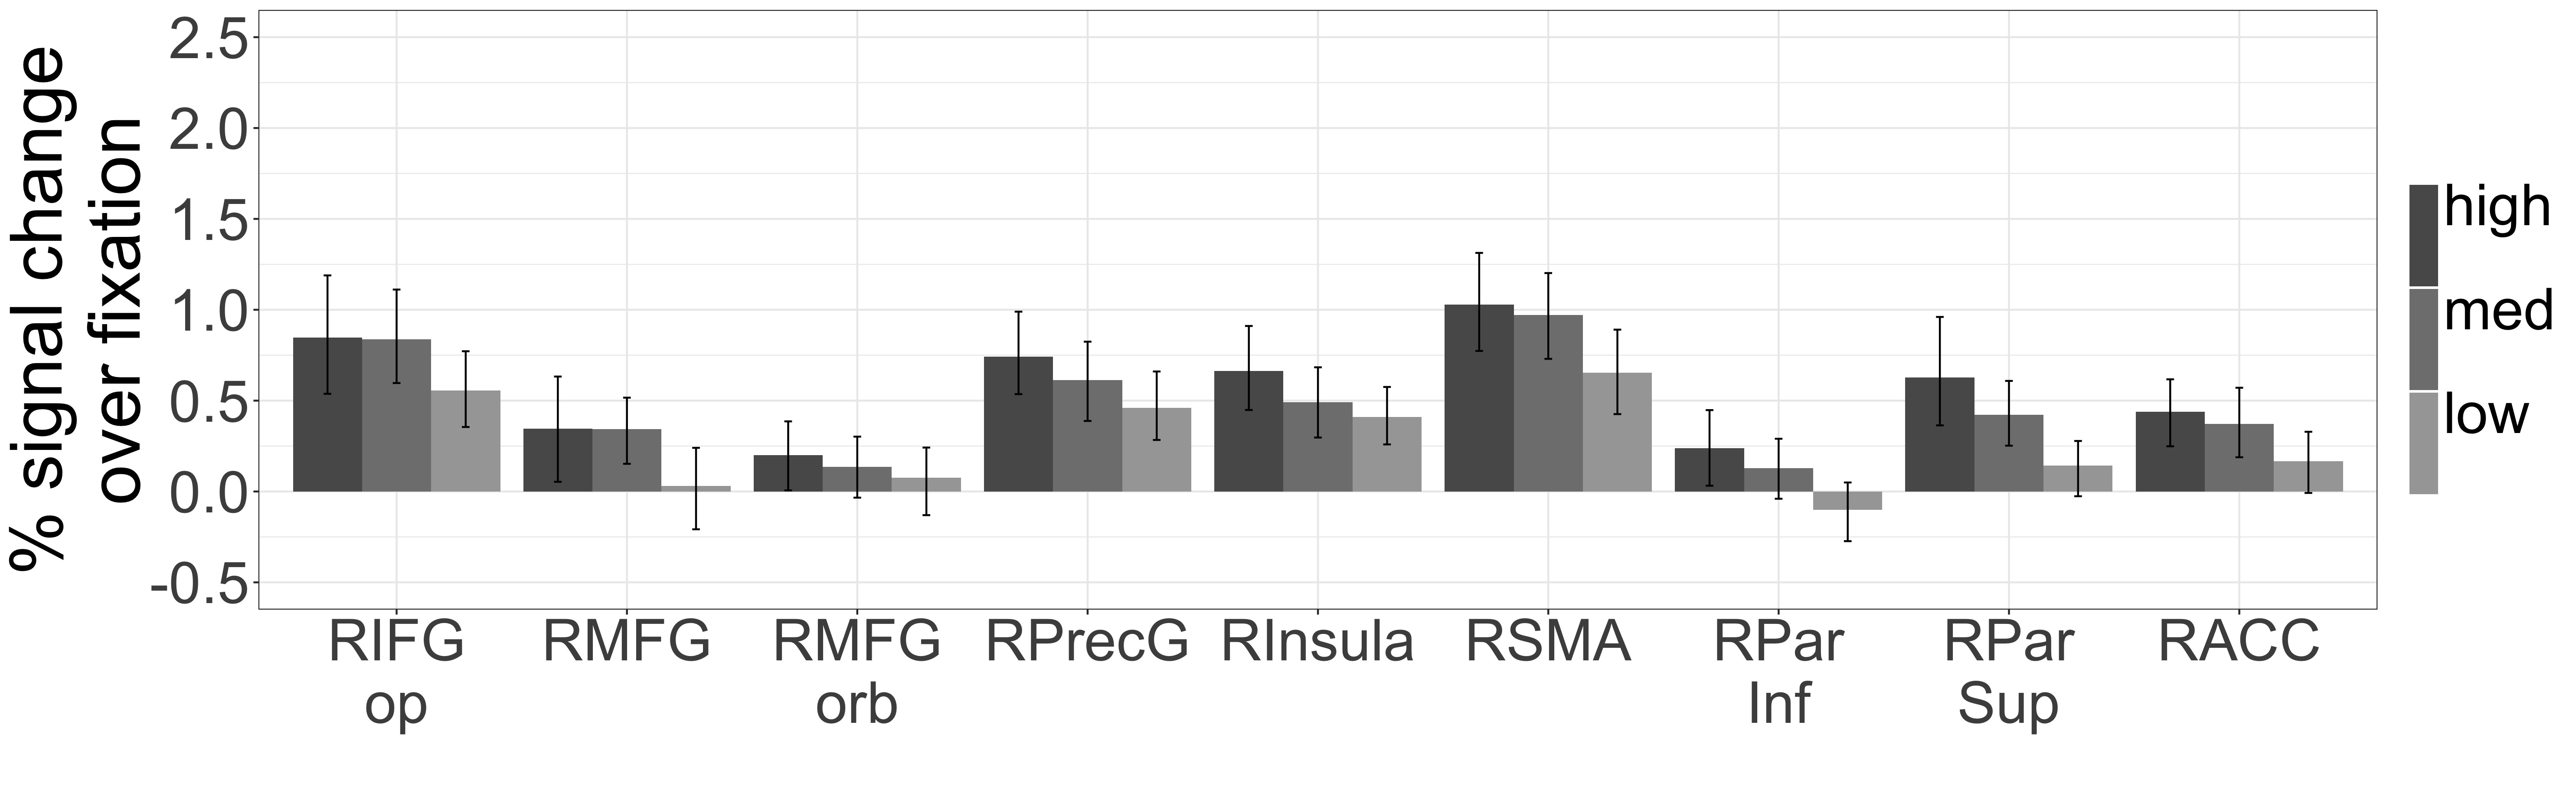 % signal change
over fixation
2.5
2.0
1.5
1.0
0.5
0.0
-0.5
RIFG
op
RMFG
RMFG
orb
RPrecG
RInsula
RSMA
RPar
Inf
RPar
Sup
RACC
high
med
low